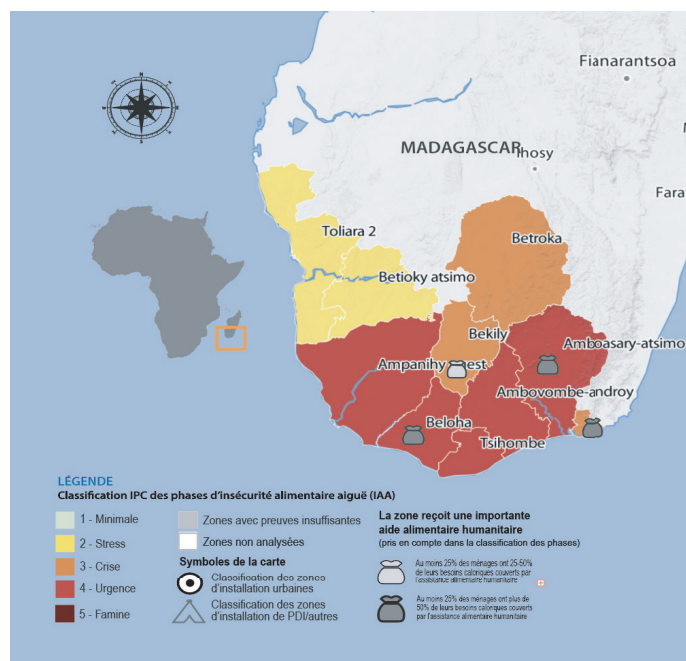 Fianarantsoa
MADAGASCAR
Ihosy
Farat
Toliara 2
Betroka
Betioky atsimo
Bekily
Amboasary-atsimo
Ampanihy
est
Ambovombe-androy
Beloha
Tsihombe
LÉGENDE
Classification IPC des phases d'insécurité alimentaire aiguë (IAA)
1 - Minimale
2 - Stress
3 - Crise
4 - Urgence
5 - Famine
Zones avec preuves insuffisantes
Zones non analysées
Symboles de la carte
Classification des zones
d'installation urbaines
Classification des zones
d'installation de PDI/autres
La zone reçoit une importante
aide alimentaire humanitaire
(pris en compte dans la classification des phases)
Au moins 25% des ménages ont 25-50%
de leurs besoins caloriques couverts par
l'assistance alimentaire humanitaire
Au moins 25% des ménages ont plus de
50% de leurs besoins caloriques couverts
par l'assistance alimentaire humanitaire